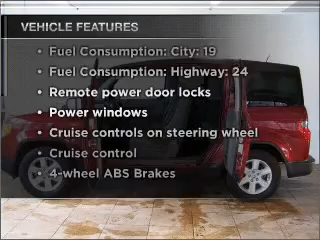 VEHICLE FEATURES
• Fuel Consumption: City: 19
• Fuel Consumption: Highway: 24
• Remote power door locks
• Power windows
• Cruise controls on steering wheel
• Cruise control
• 4-wheel ABS Brakes